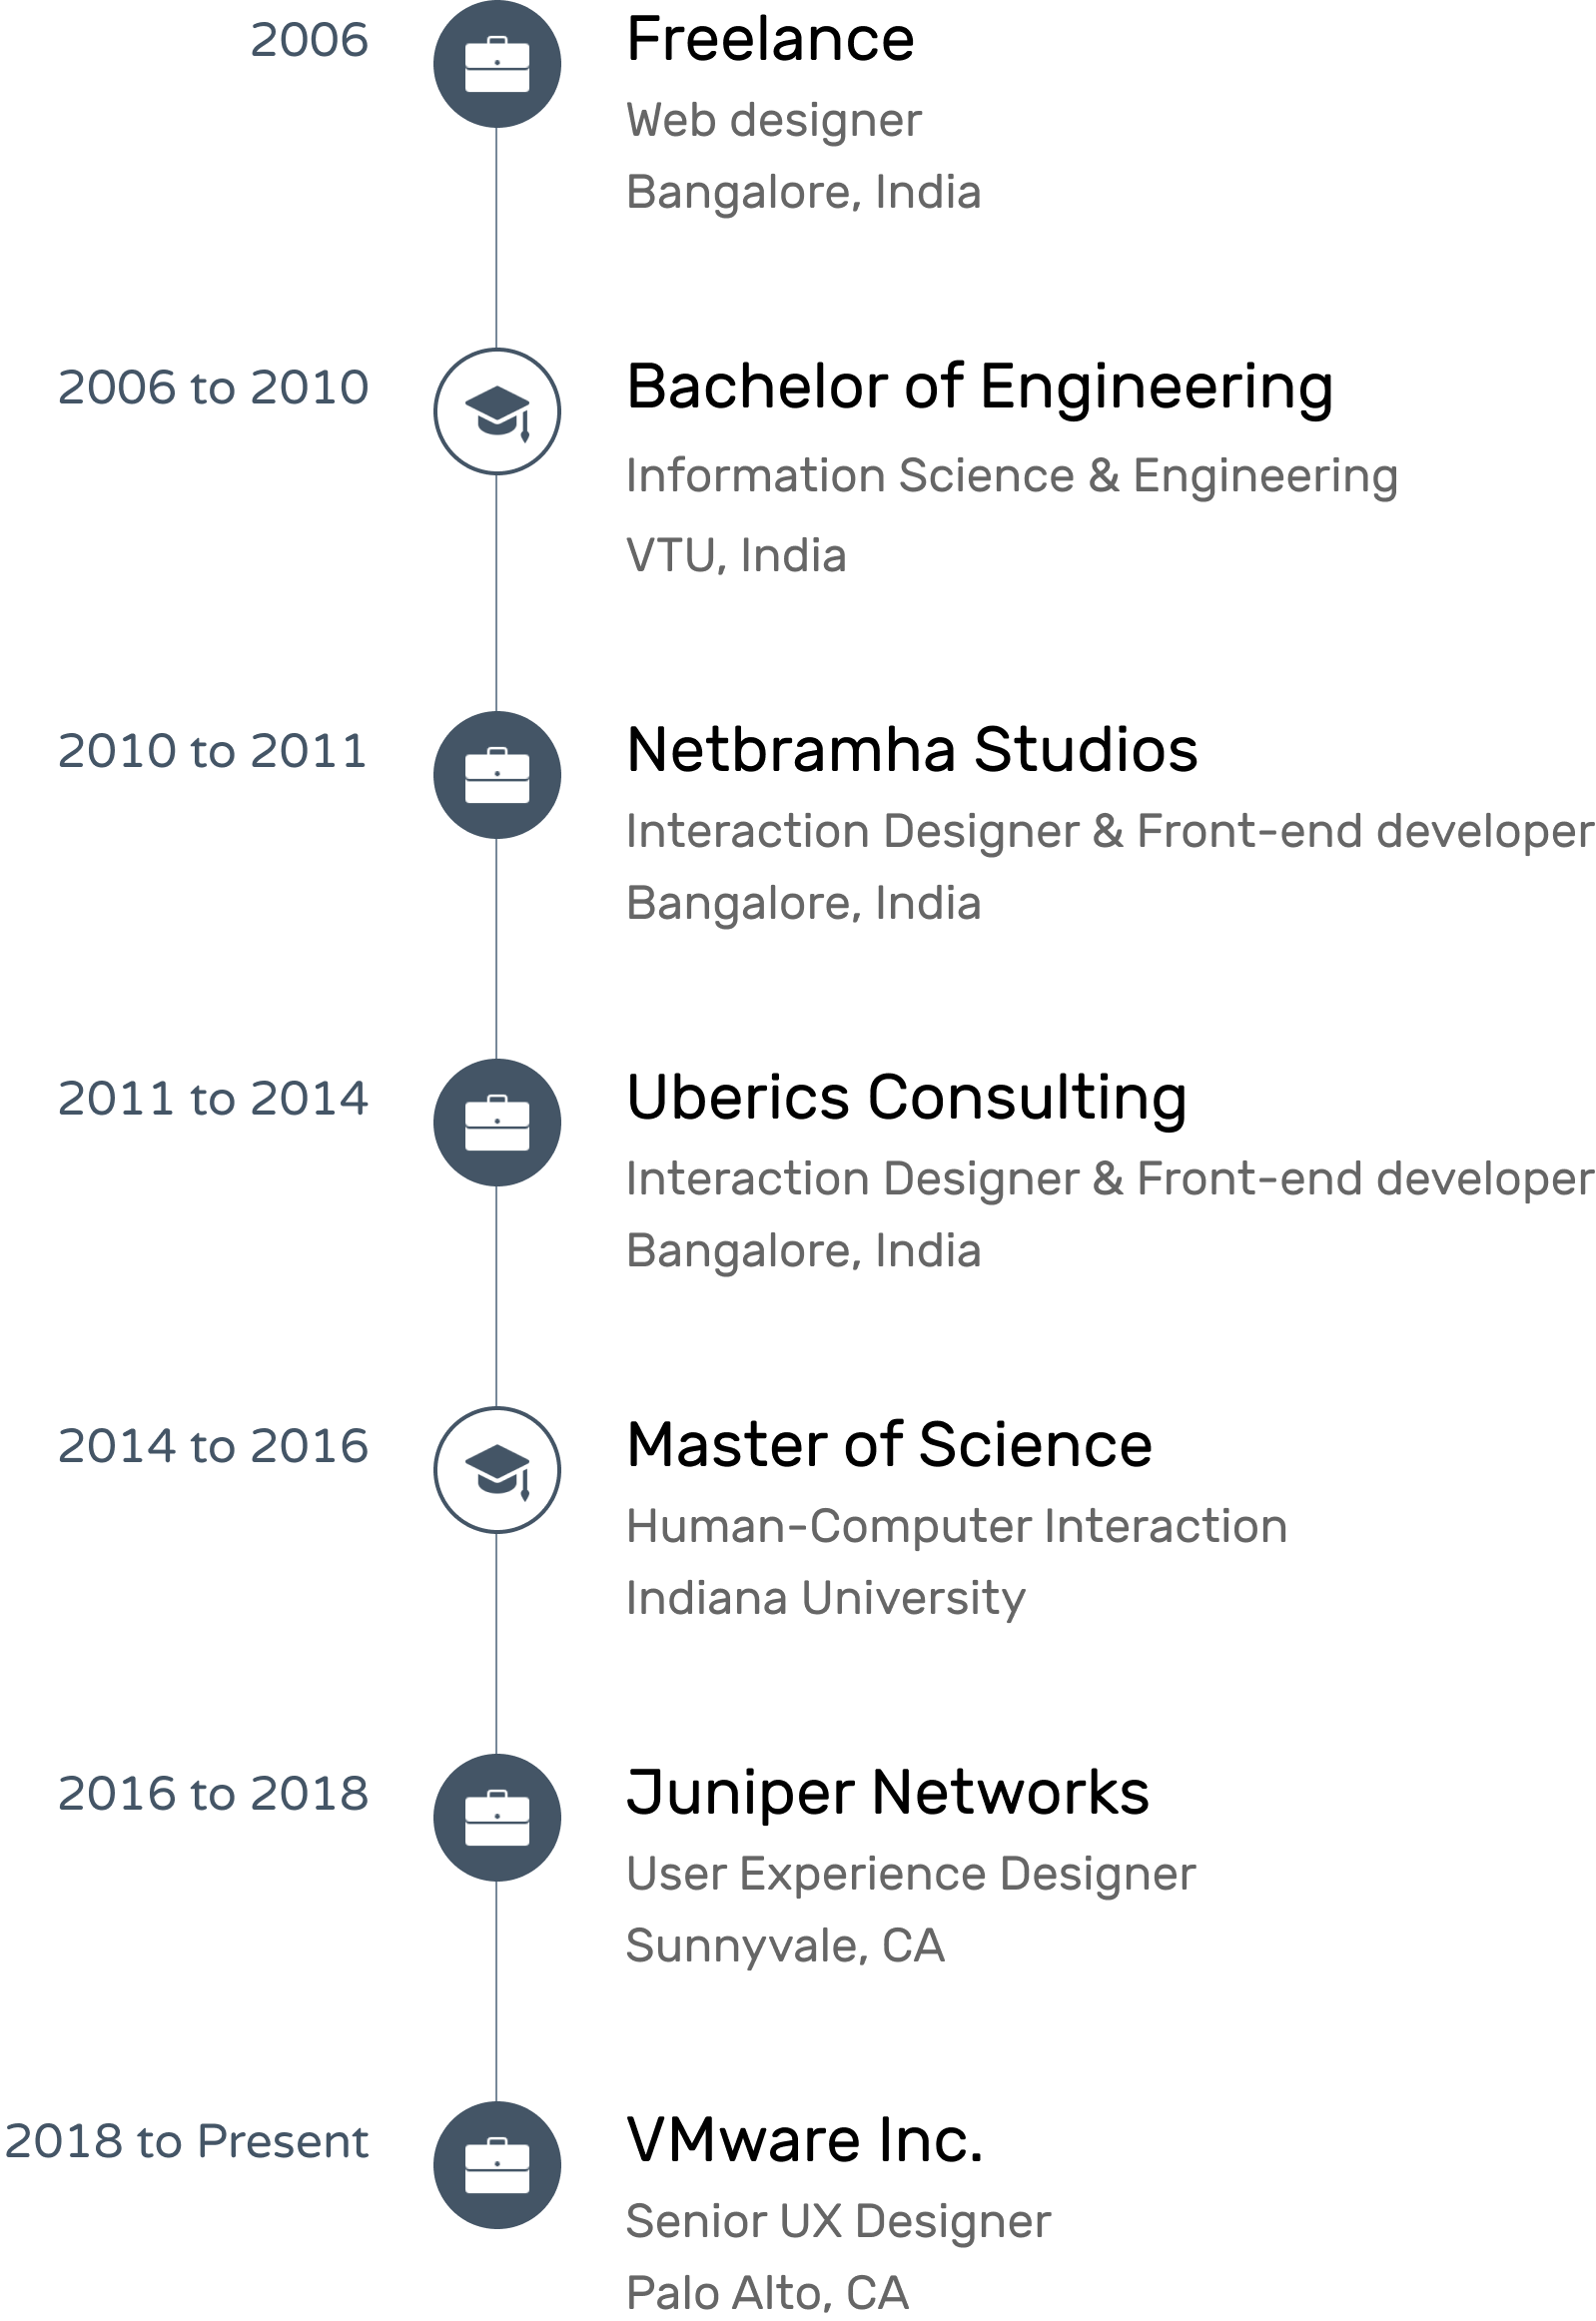 2006
Freelance
Web designer
Bangalore, India
2006 to 2010
Bachelor of Engineering
Information Science & Engineering
VTU, India
2010 to 2011
Netbramha Studios
Interaction Designer & Front-end developer
Bangalore, India
2011 to 2014
Uberics Consulting
Interaction Designer & Front-end developer
Bangalore, India
2014 to 2016
Master of Science
Human-Computer Interaction
Indiana University
2016 to 2018
Juniper Networks
User Experience Designer
Sunnyvale, CA
2018 to Present
VMware Inc.
Senior UX Designer
Palo Alto, CA